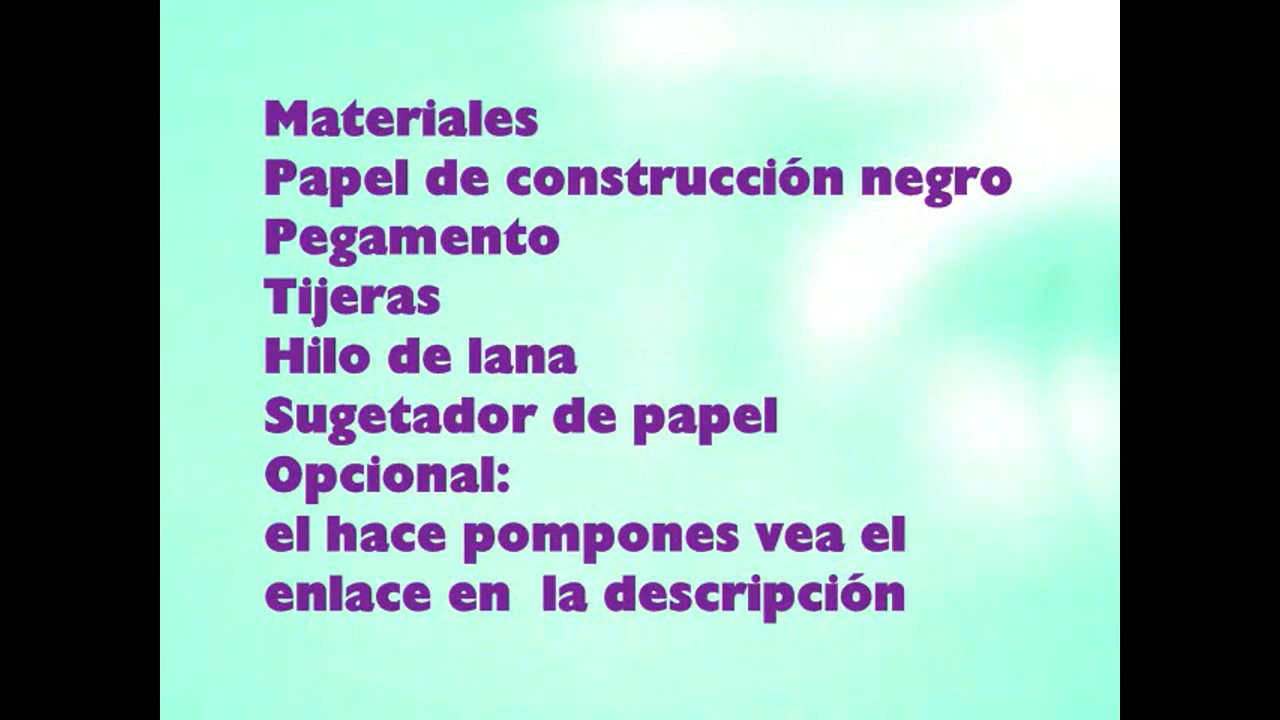 Materiales
Papel de construcción negro
Pegamento
Tijeras
Hilo de lana
Sugetador de papel
Opcional:
el hace pompones vea el
enlace en  la descripción